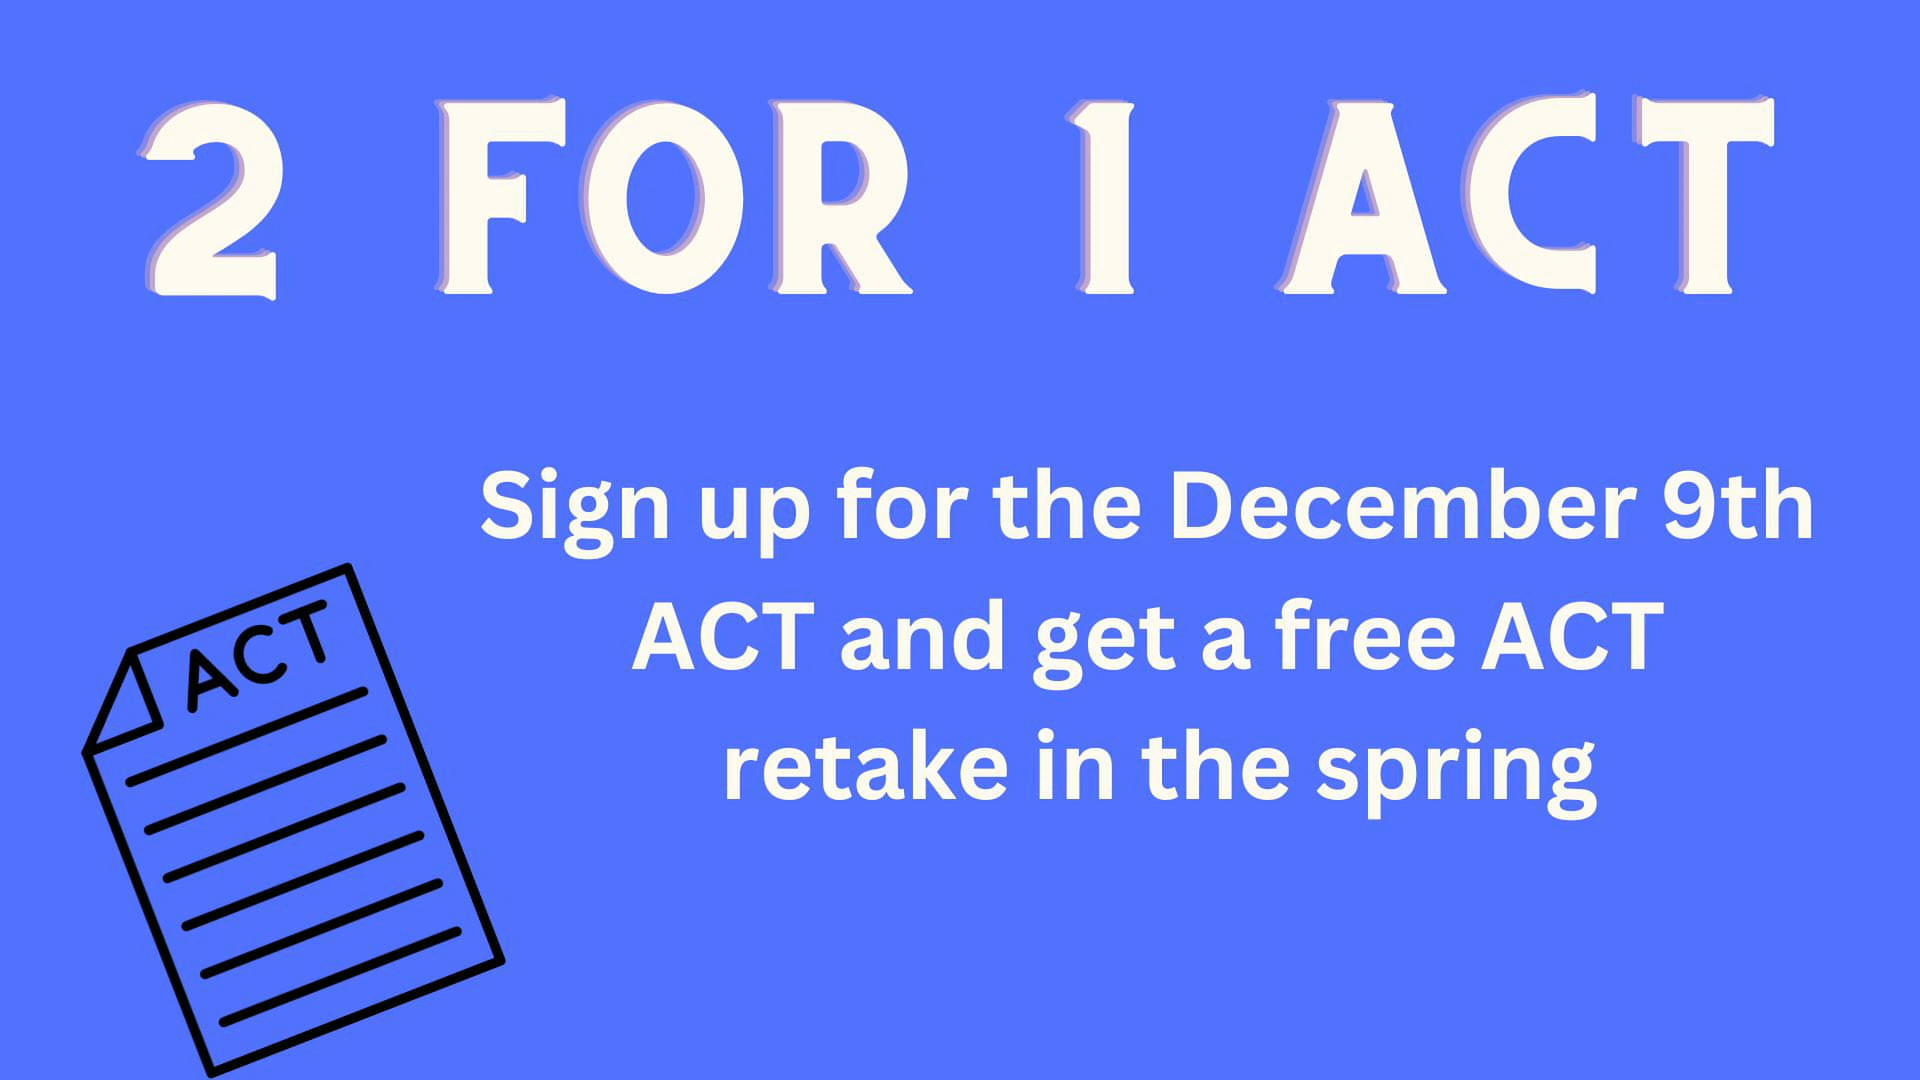 2 FOR 1 ACT
Sign up for the December 9th
ACT and get a free ACT
retake in the spring
ACT